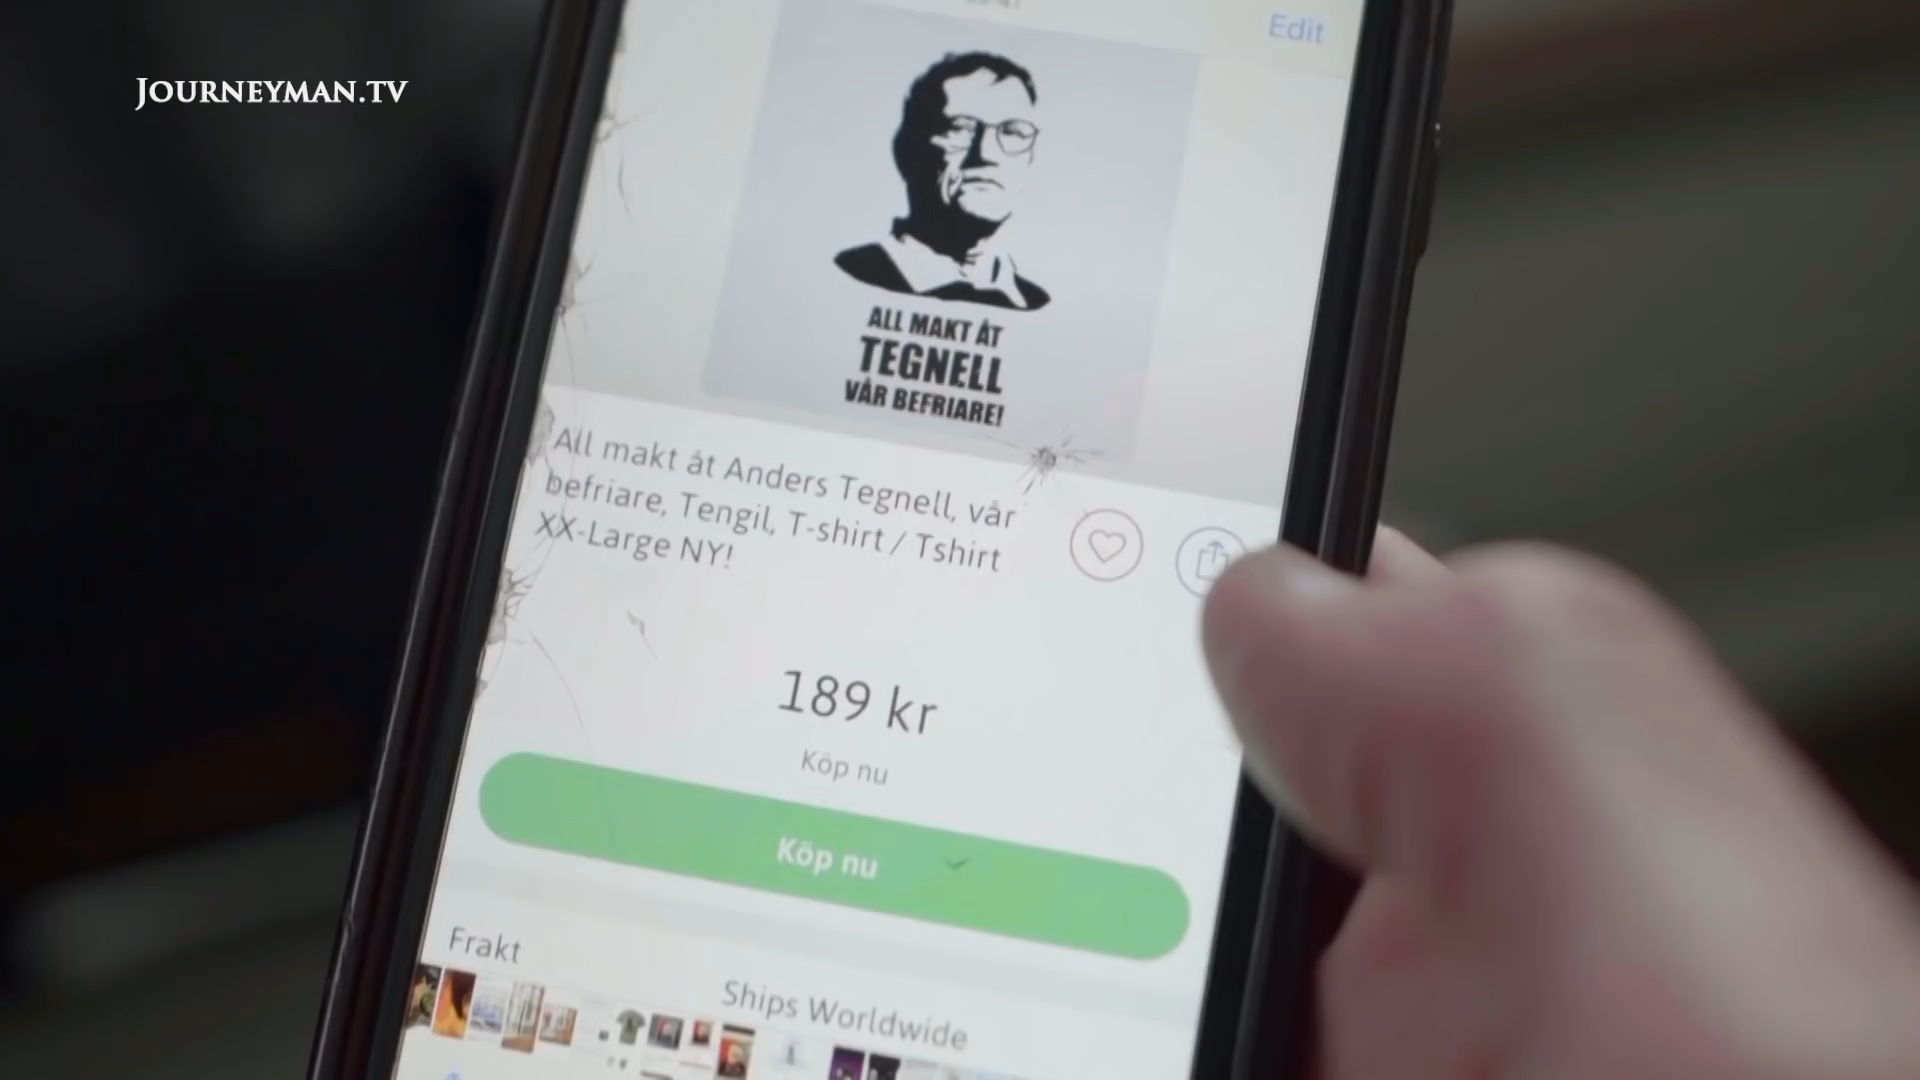 JOURNEYMAN.TV
Edit
ALL MAKT ÅT
TEGNELL
VÅR BEFRIARE!
All makt åt Anders Tegnell, vår
befriare, Tengil, T-shirt / Tshirt
XX-Large NY!
189 kr
Köp nu
Köp nu
Frakt
Ships Worldwide